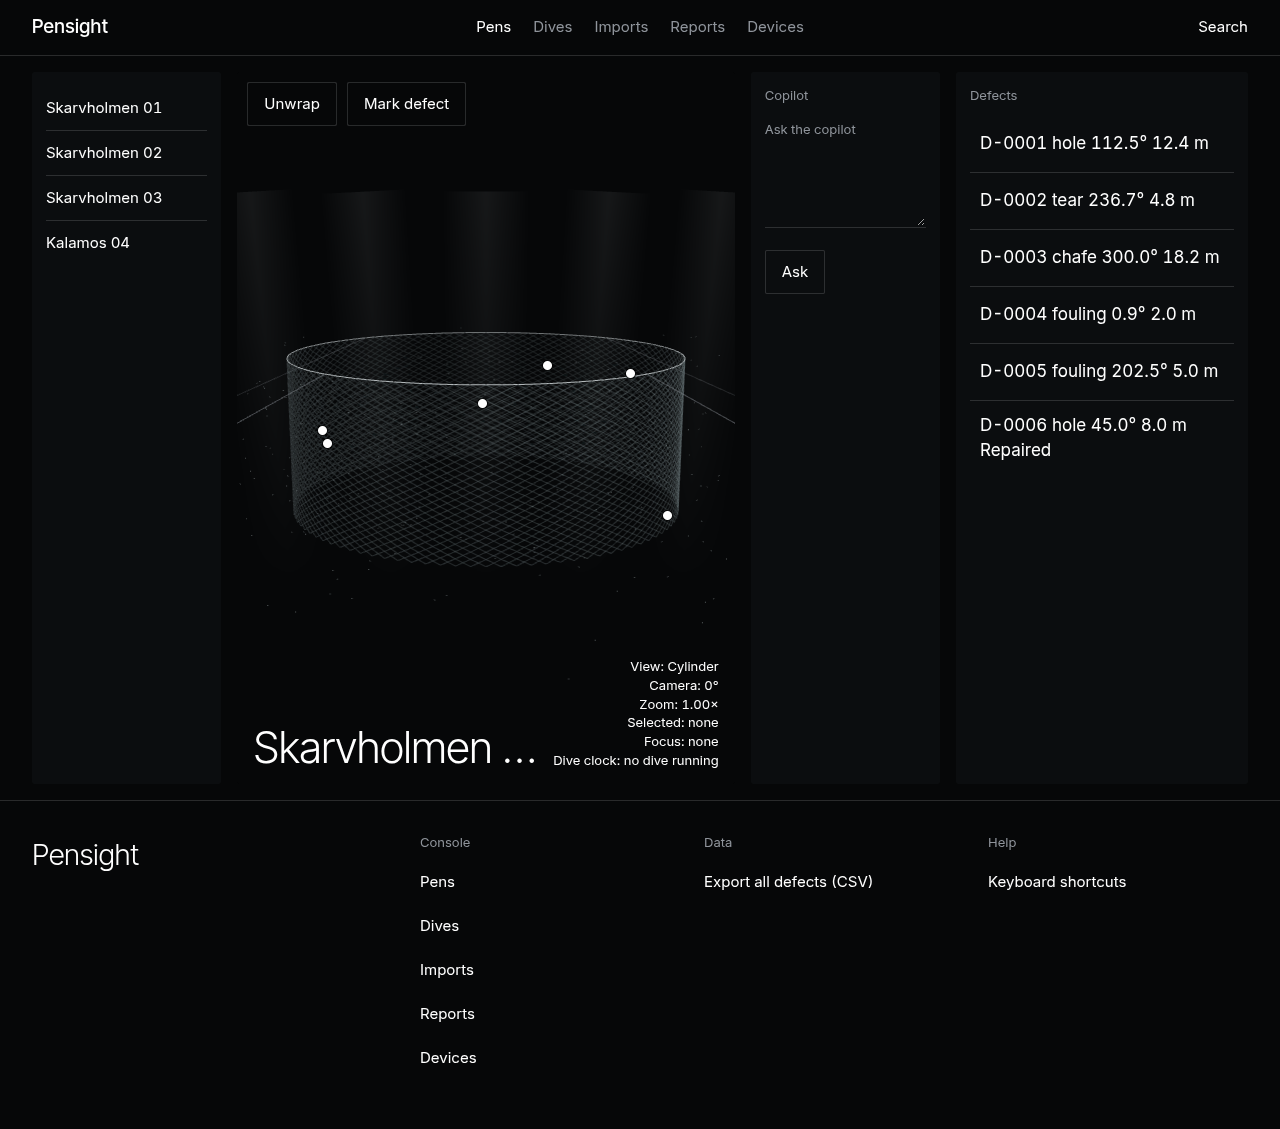 Pensight
Pens Dives Imports Reports Devices
Search
Skarvholmen 01
Skarvholmen 02
Skarvholmen 03
Kalamos 04
Unwrap
Mark defect
View: Cylinder
Camera: 0°
Zoom: 1.00×
Selected: none
Focus: none
Dive clock: no dive running
Skarvholmen ...
Copilot
Ask the copilot
Ask
Defects
D-0001 hole 112.5° 12.4 m
D-0002 tear 236.7° 4.8 m
D-0003 chafe 300.0° 18.2 m
D-0004 fouling 0.9° 2.0 m
D-0005 fouling 202.5° 5.0 m
D-0006 hole 45.0° 8.0 m
Repaired
Pensight
Console
Pens
Dives
Imports
Reports
Devices
Data
Export all defects (CSV)
Help
Keyboard shortcuts